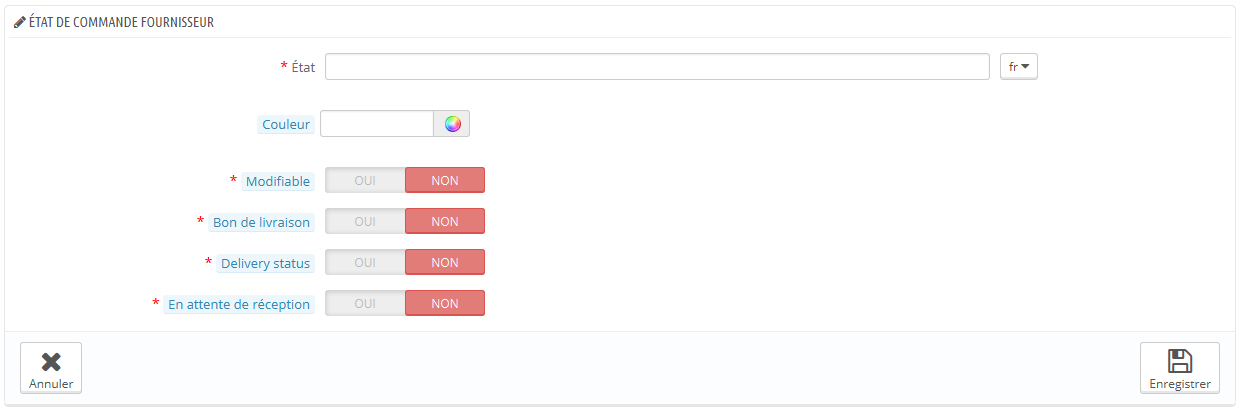 ÉTAT DE COMMANDE FOURNISSEUR
* État fr
Couleur
* Modifiable OUI NON
* Bon de livraison OUI NON
* Delivery status OUI NON
* En attente de réception OUI NON
Annuler Enregistrer